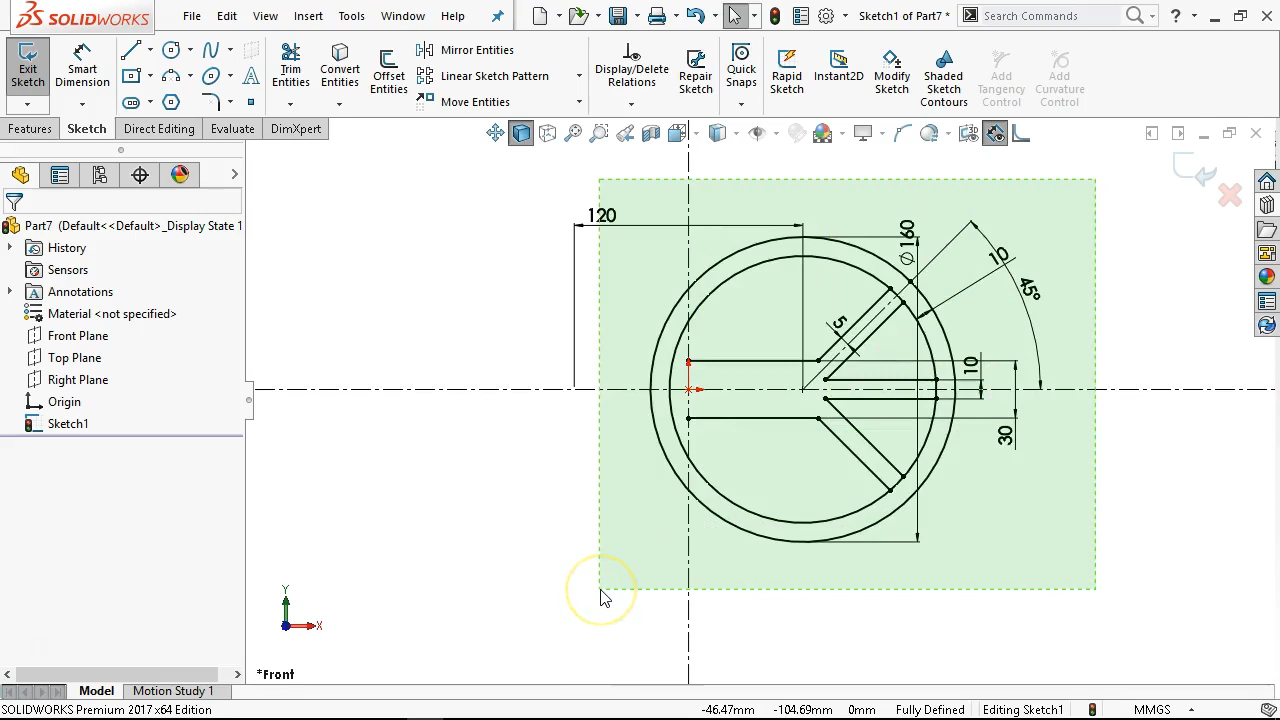 SOLIDWORKS
File Edit View Insert Tools Window Help
Sketch1 of Part7 *
Search Commands
Exit Sketch
Smart Dimension
Trim Entities
Convert Entities
Offset Entities
Mirror Entities
Linear Sketch Pattern
Move Entities
Display/Delete Relations
Repair Sketch
Quick Snaps
Rapid Sketch
Instant2D
Modify Sketch
Shaded Sketch Contours
Add Tangency Control
Add Curvature Control
Features Sketch Direct Editing Evaluate DimXpert
Part7 (Default<<Default>_Display State 1
History
Sensors
Annotations
Material <not specified>
Front Plane
Top Plane
Right Plane
Origin
Sketch1
120
Ø 160
10
45°
5
10
30
Y
X
*Front
Model Motion Study 1
SOLIDWORKS Premium 2017 x64 Edition
-46.47mm -104.69mm 0mm Fully Defined Editing Sketch1 MMGS